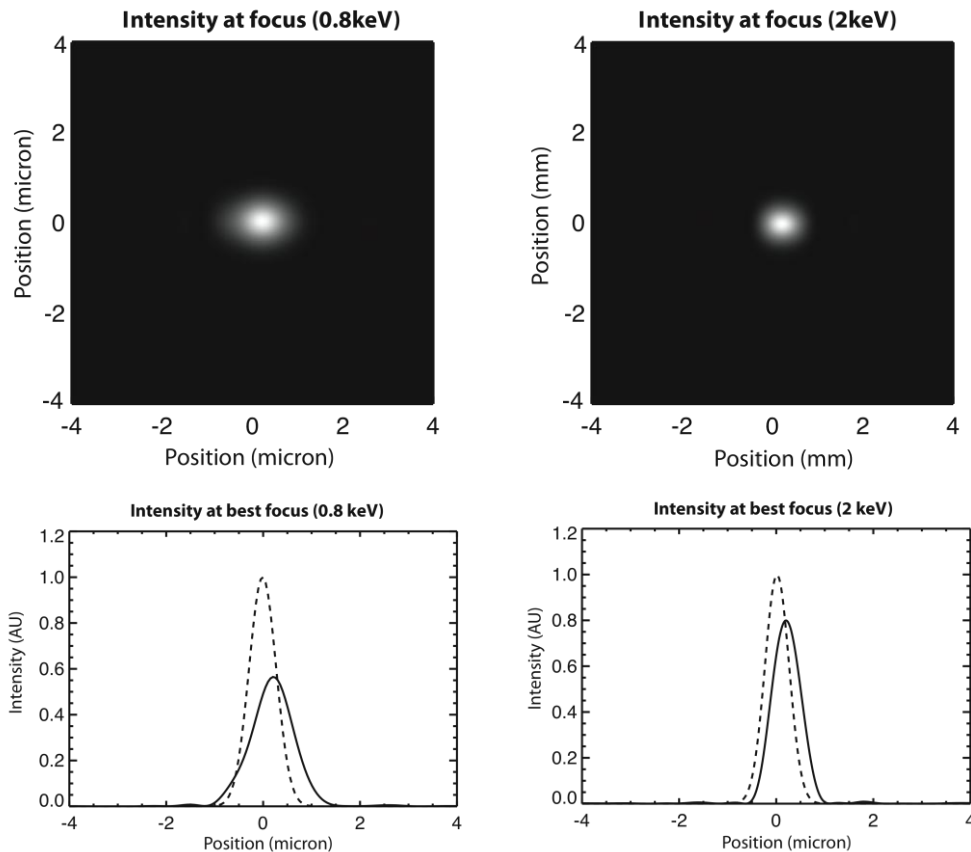 Intensity at focus (0.8keV)
4
2
0
-2
-4
Position (micron)
-4 -2 0 2 4
Position (micron)
Intensity at focus (2keV)
4
2
0
-2
-4
Position (mm)
-4 -2 0 2 4
Position (mm)
Intensity at best focus (0.8 keV)
1.2
1.0
0.8
0.6
0.4
0.2
0.0
Intensity (AU)
-4 -2 0 2 4
Position (micron)
Intensity at best focus (2 keV)
1.2
1.0
0.8
0.6
0.4
0.2
0.0
Intensity (AU)
-4 -2 0 2 4
Position (micron)